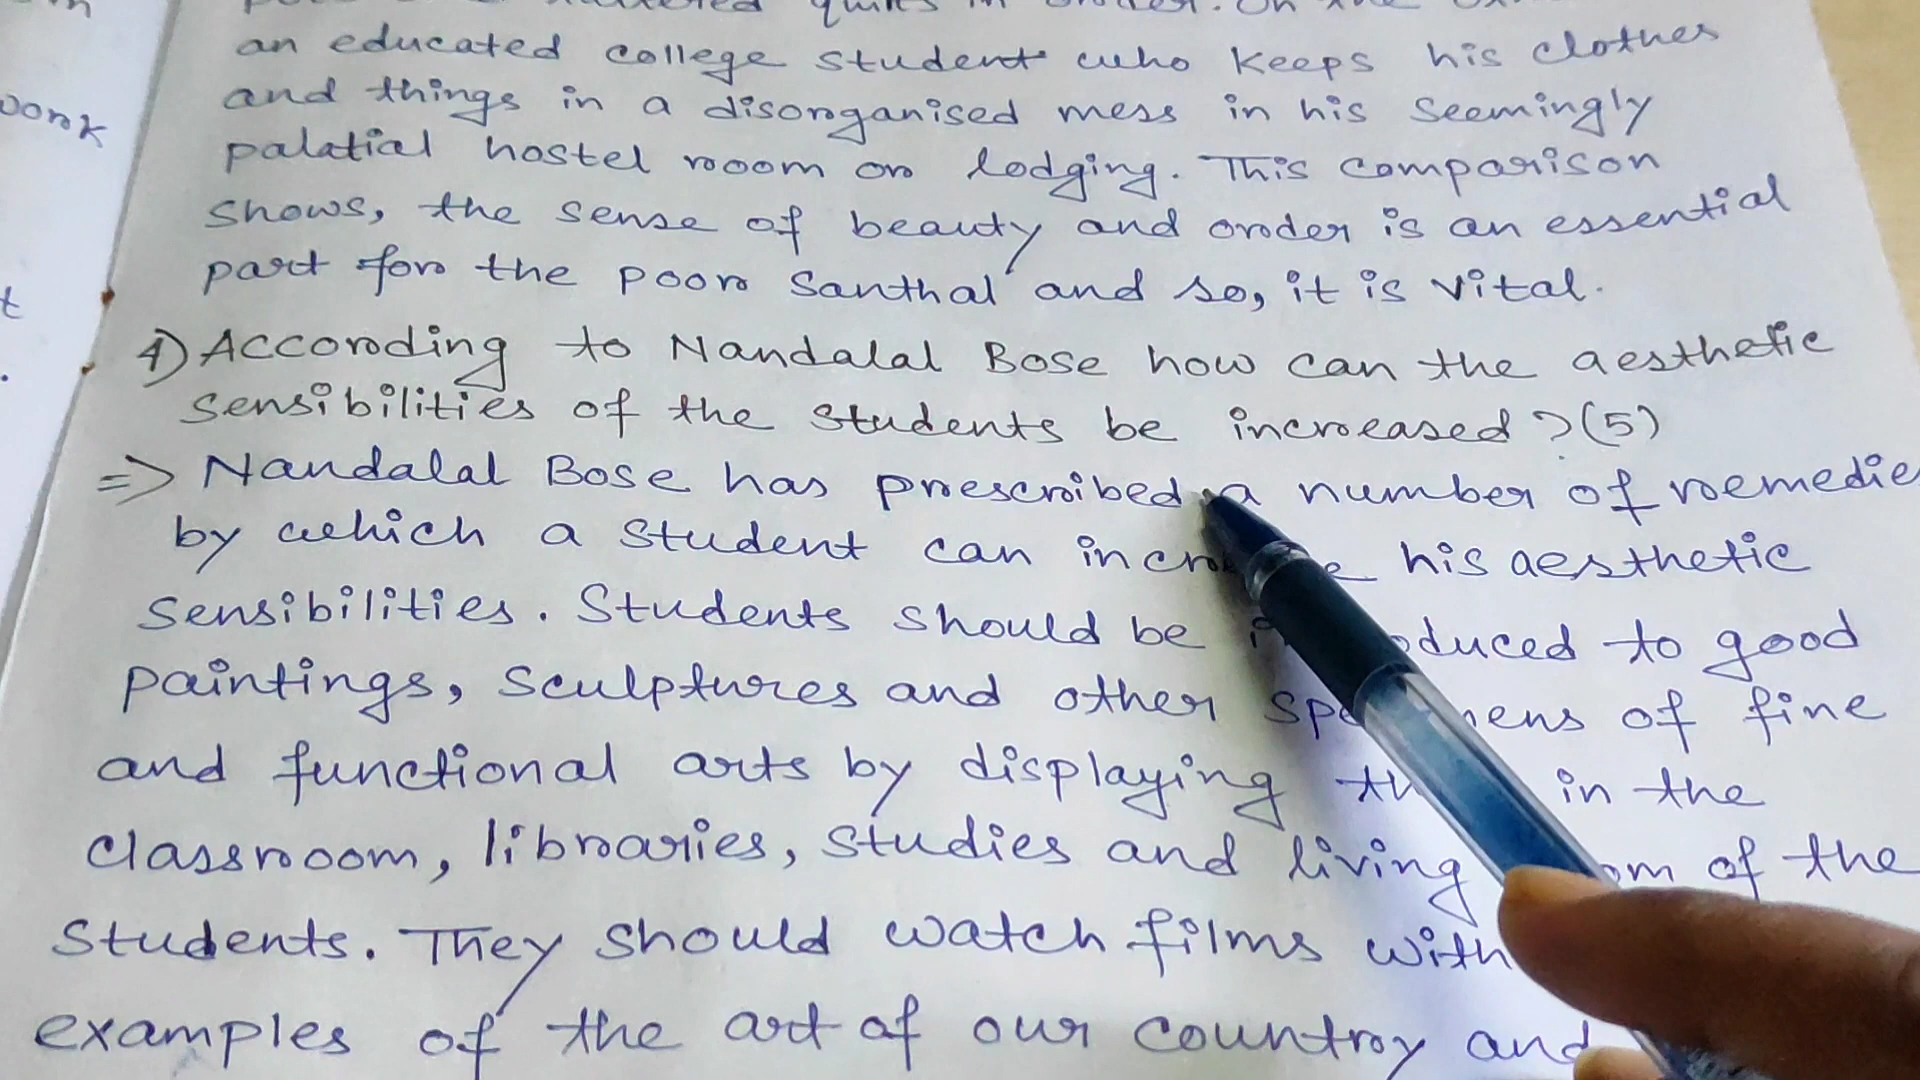 an educated college student who keeps his clothes
and things in a disorganised mess in his seemingly
palatial hostel room or lodging. This comparison
shows, the sense of beauty and order is an essential
part for the poor Santhal and so, it is vital.
work
t
4) According to Nandalal Bose how can the aesthetic
sensibilities of the students be increased? (5)
=> Nandalal Bose has prescribed a number of remedies
by which a student can his aesthetic
sensibilities. Students should be to good
paintings, sculptures and other of fine
and functional arts by displaying in the
classroom, libraries, studies and living of the
students. They should watch films with
examples of the art of our country and